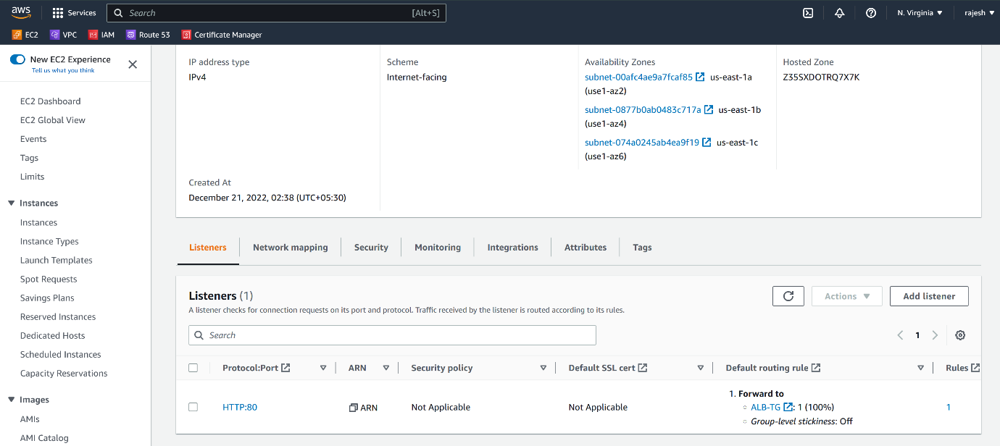 aws
Services
Search
[Alt+S]
N. Virginia
rajesh
EC2
VPC
IAM
Route 53
Certificate Manager
New EC2 Experience
Tell us what you think
EC2 Dashboard
EC2 Global View
Events
Tags
Limits
Instances
Instances
Instance Types
Launch Templates
Spot Requests
Savings Plans
Reserved Instances
Dedicated Hosts
Scheduled Instances
Capacity Reservations
Images
AMIs
AMI Catalog
IP address type
IPv4
Scheme
Internet-facing
Availability Zones
subnet-00afc4ae9a7fcaf85 us-east-1a
(use1-az2)
subnet-0877b0ab0483c717a us-east-1b
(use1-az4)
subnet-074a0245ab4ea9f19 us-east-1c
(use1-az6)
Hosted Zone
Z35SXDOTRQ7X7K
Created At
December 21, 2022, 02:38 (UTC+05:30)
Listeners
Network mapping
Security
Monitoring
Integrations
Attributes
Tags
Listeners (1)
A listener checks for connection requests on its port and protocol. Traffic received by the listener is routed according to its rules.
Actions
Add listener
Search
1
Protocol:Port
ARN
Security policy
Default SSL cert
Default routing rule
Rules
HTTP:80
ARN
Not Applicable
Not Applicable
1. Forward to
ALB-TG : 1 (100%)
Group-level stickiness: Off
1